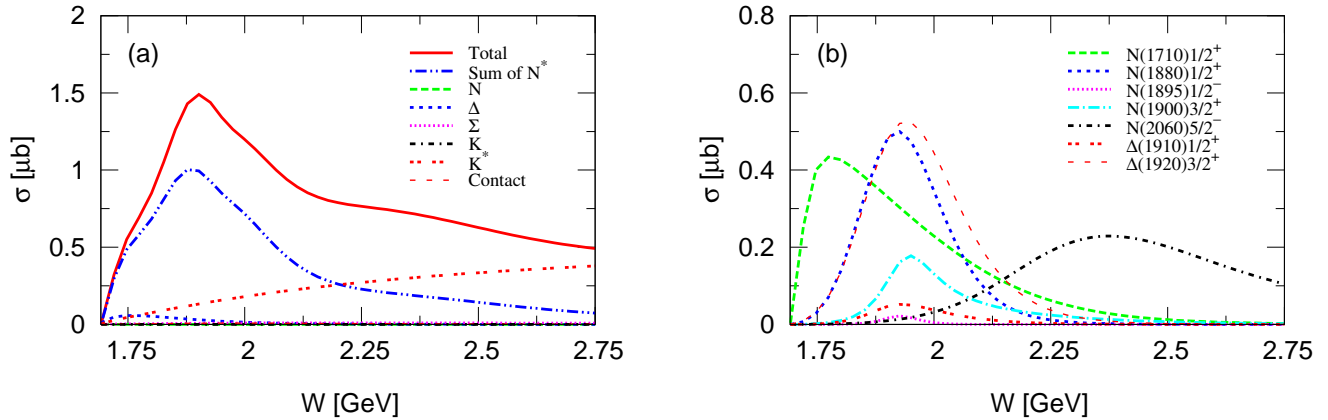 (a)
σ [μb]
2
1.5
1
0.5
0
Total
Sum of N*
N
Δ
Σ
K
K*
Contact
1.75 2 2.25 2.5 2.75
W [GeV]
(b)
σ [μb]
0.8
0.6
0.4
0.2
0
N(1710)1/2⁺
N(1880)1/2⁺
N(1895)1/2⁻
N(1900)3/2⁺
N(2060)5/2⁻
Δ(1910)1/2⁺
Δ(1920)3/2⁺
1.75 2 2.25 2.5 2.75
W [GeV]